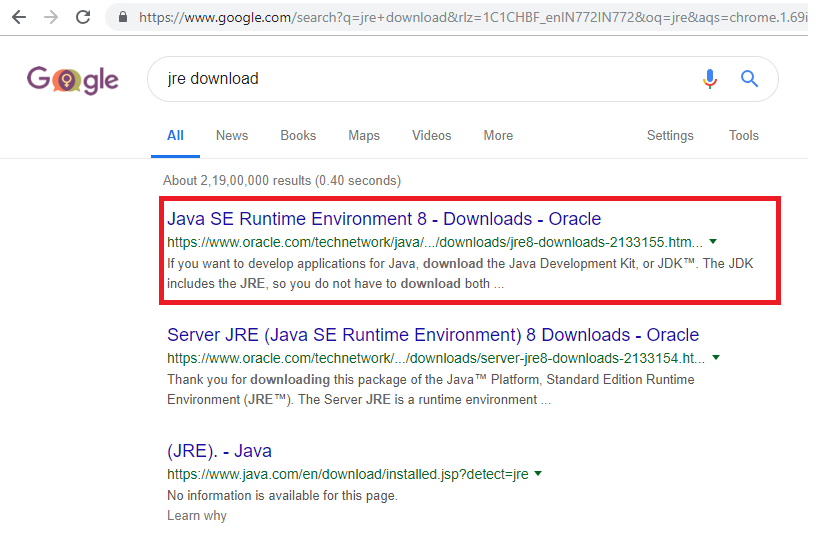 https://www.google.com/search?q=jre+download&rlz=1C1CHBF_enIN772IN772&oq=jre&aqs=chrome.1.69i
Google
jre download
All News Books Maps Videos More Settings Tools
About 2,19,00,000 results (0.40 seconds)
Java SE Runtime Environment 8 - Downloads - Oracle
https://www.oracle.com/technetwork/java/.../downloads/jre8-downloads-2133155.htm...
If you want to develop applications for Java, download the Java Development Kit, or JDK™. The JDK
includes the JRE, so you do not have to download both ...
Server JRE (Java SE Runtime Environment) 8 Downloads - Oracle
https://www.oracle.com/technetwork/.../downloads/server-jre8-downloads-2133154.ht...
Thank you for downloading this package of the Java™ Platform, Standard Edition Runtime
Environment (JRE™). The Server JRE is a runtime environment ...
(JRE). - Java
https://www.java.com/en/download/installed.jsp?detect=jre
No information is available for this page.
Learn why